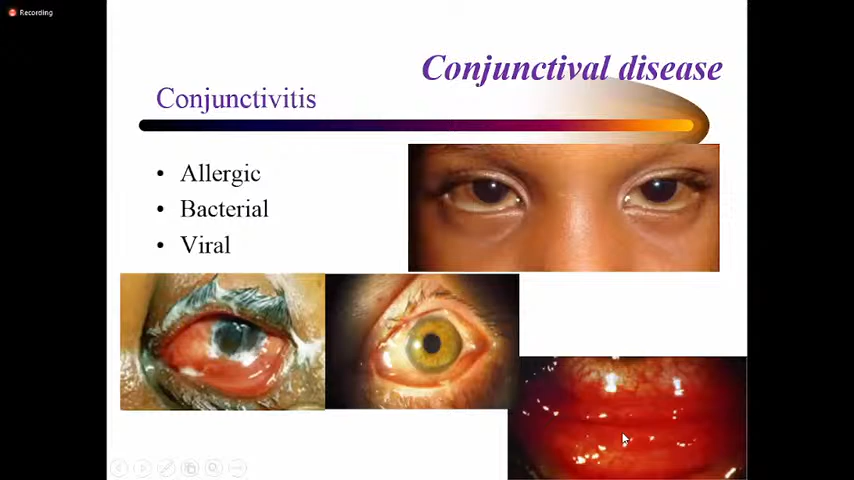 Recording
Conjunctival disease
Conjunctivitis
• Allergic
• Bacterial
• Viral